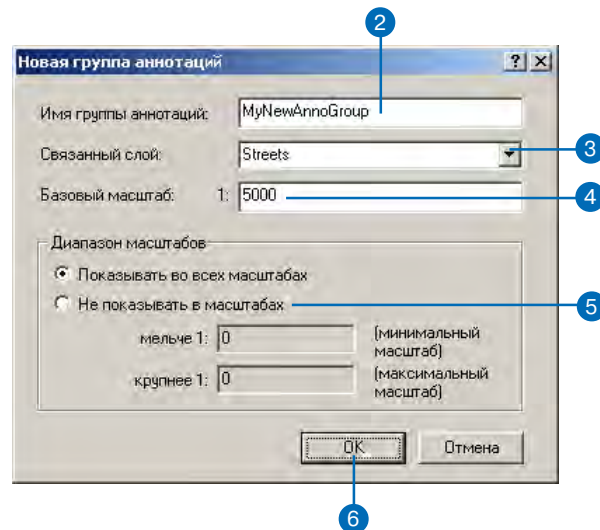 2
Новая группа аннотаций
? ×
Имя группы аннотаций: MyNewAnnoGroup
Связанный слой: Streets 3
Базовый масштаб: 1: 5000 4
Диапазон масштабов
Показывать во всех масштабах
Не показывать в масштабах 5
мельче 1: 0 (минимальный
масштаб)
крупнее 1: 0 (максимальный
масштаб)
OK Отмена
6